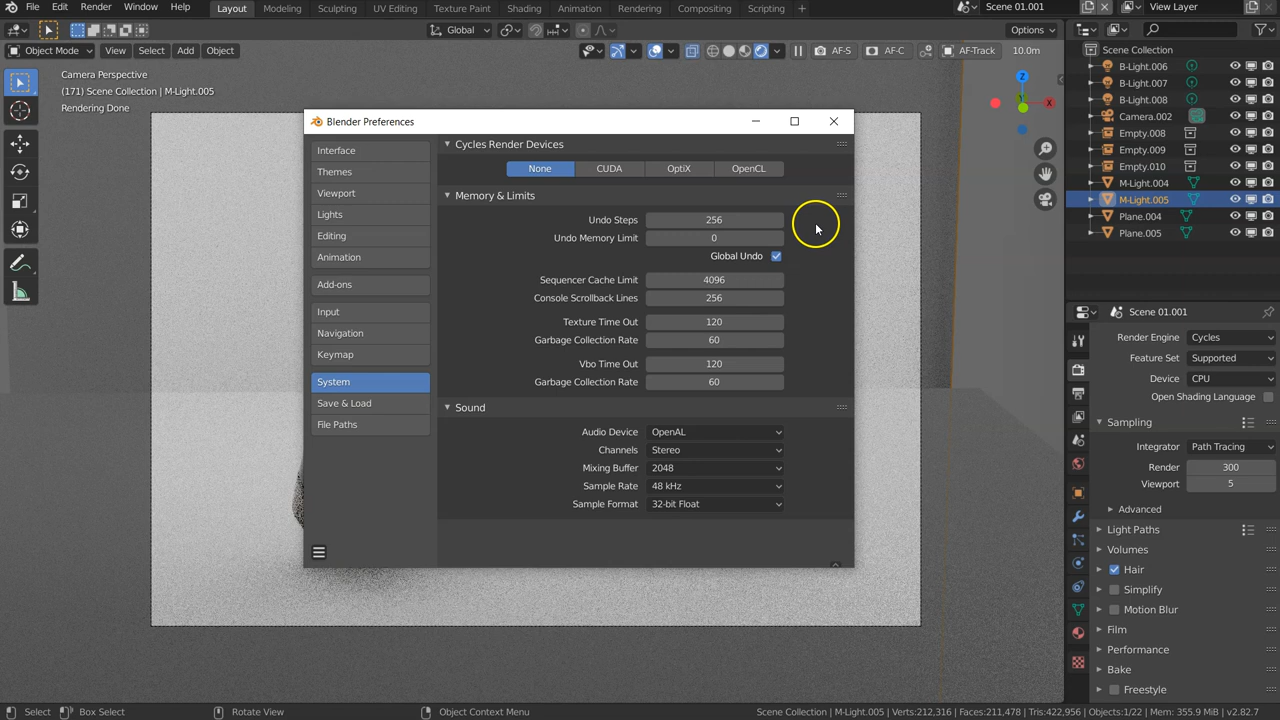 File Edit Render Window Help Layout Modeling Sculpting UV Editing Texture Paint Shading Animation Rendering Compositing Scripting + Scene 01.001 View Layer
Global Options
Object Mode View Select Add Object AF-S AF-C AF-Track 10.0m
Camera Perspective
(171) Scene Collection | M-Light.005
Rendering Done
Z
Y
X
Blender Preferences
Interface
Themes
Viewport
Lights
Editing
Animation
Add-ons
Input
Navigation
Keymap
System
Save & Load
File Paths
Cycles Render Devices
None CUDA OptiX OpenCL
Memory & Limits
Undo Steps 256
Undo Memory Limit 0
Global Undo
Sequencer Cache Limit 4096
Console Scrollback Lines 256
Texture Time Out 120
Garbage Collection Rate 60
Vbo Time Out 120
Garbage Collection Rate 60
Sound
Audio Device OpenAL
Channels Stereo
Mixing Buffer 2048
Sample Rate 48 kHz
Sample Format 32-bit Float
Scene Collection
B-Light.006
B-Light.007
B-Light.008
Camera.002
Empty.008
Empty.009
Empty.010
M-Light.004
M-Light.005
Plane.004
Plane.005
Scene 01.001
Render Engine Cycles
Feature Set Supported
Device CPU
Open Shading Language
Sampling
Integrator Path Tracing
Render 300
Viewport 5
Advanced
Light Paths
Volumes
Hair
Simplify
Motion Blur
Film
Performance
Bake
Freestyle
Select Box Select Rotate View Object Context Menu Scene Collection | M-Light.005 | Verts:212,316 | Faces:211,478 | Tris:422,956 | Objects:1/22 | Mem: 355.9 MiB | v2.82.7